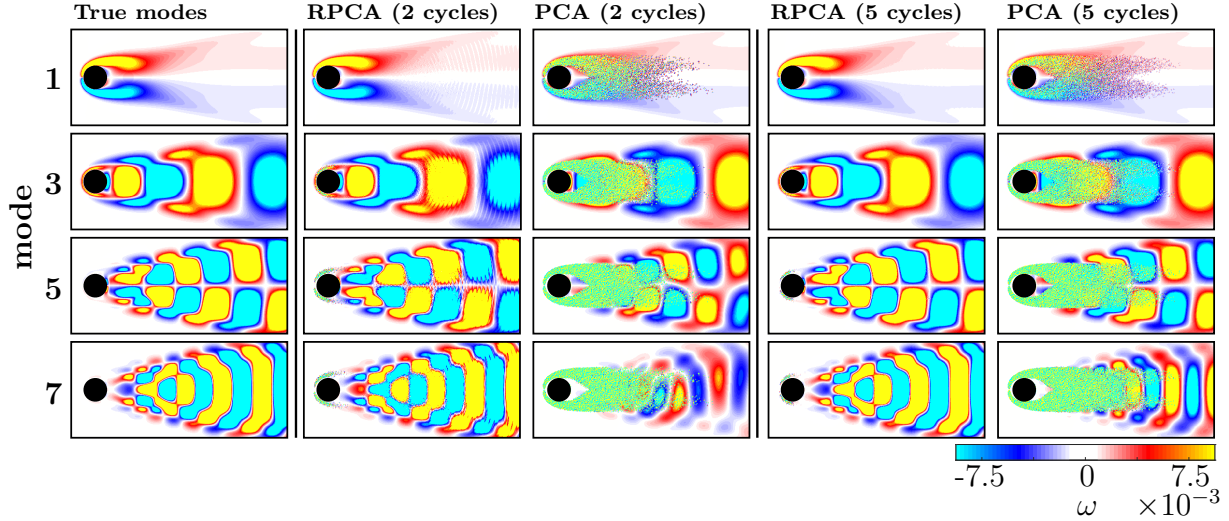 True modes RPCA (2 cycles) PCA (2 cycles) RPCA (5 cycles) PCA (5 cycles)
mode
1
3
5
7
-7.5 0 7.5
ω ×10⁻³